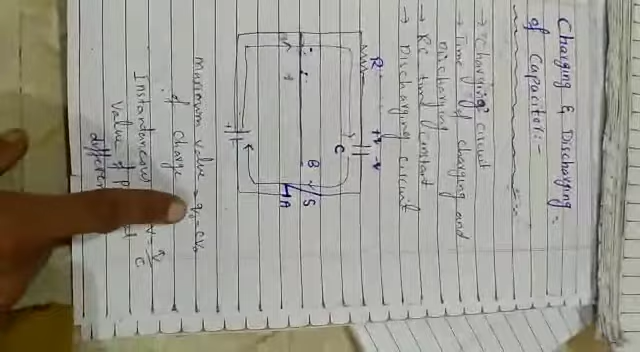 Charging & Discharging =
of Capacitor:-
→ Charging circuit
→ Time of charging and
Discharging
→ RC time constant
→ Discharging circuit
R +V -V
C
B S
A
+
maximum value = q₀ = CV₀
of charge
Instantaneous V = q/C
value of
differen